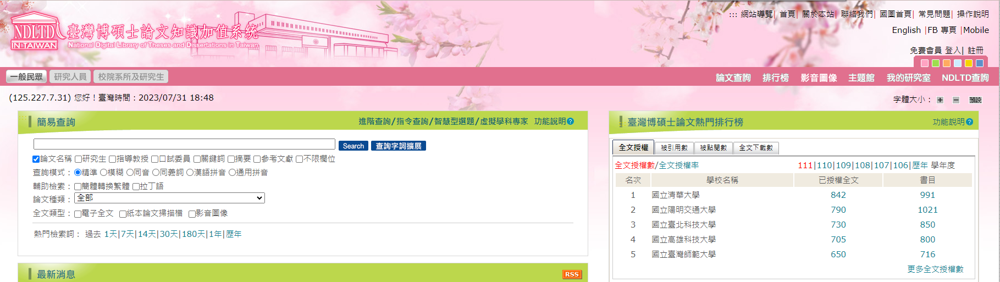 ::: 網站導覽| 首頁| 關於本站| 聯絡我們| 國圖首頁| 常見問題| 操作說明
English |FB 專頁 |Mobile
免費會員 登入| 註冊
NDLTD
IN TAIWAN
臺灣博碩士論文知識加值系統
National Digital Library of Theses and Dissertations in Taiwan
一般民眾 研究人員 校院系所及研究生
論文查詢 排行榜 影音圖像 主題館 我的研究室 NDLTD查詢
(125.227.7.31) 您好！臺灣時間：2023/07/31 18:48
字體大小： + − 預設
簡易查詢 進階查詢/指令查詢/智慧型選題/虛擬學科專家 功能說明?
Search 查詢字詞擴展
論文名稱 研究生 指導教授 口試委員 關鍵詞 摘要 參考文獻 不限欄位
查詢模式： 精準 模糊 同音 同義詞 漢語拼音 通用拼音
輔助檢索： 簡體轉換繁體 拉丁語
論文種類： 全部
全文類型： 電子全文 紙本論文掃描檔 影音圖像
熱門檢索詞： 過去 1天|7天|14天|30天|180天|1年|歷年
最新消息 RSS
臺灣博碩士論文熱門排行榜 功能說明?
全文授權 被引用數 被點閱數 全文下載數
全文授權數/全文授權率 111|110|109|108|107|106|歷年 學年度
名次 學校名稱 已授權全文 書目
1 國立清華大學 842 991
2 國立陽明交通大學 790 1021
3 國立臺北科技大學 730 850
4 國立高雄科技大學 705 800
5 國立臺灣師範大學 650 716
更多全文授權數